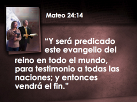 Mateo 24:14
“Y será predicado
este evangelio del
reino en todo el mundo,
para testimonio a todas las
naciones; y entonces
vendrá el fin.”